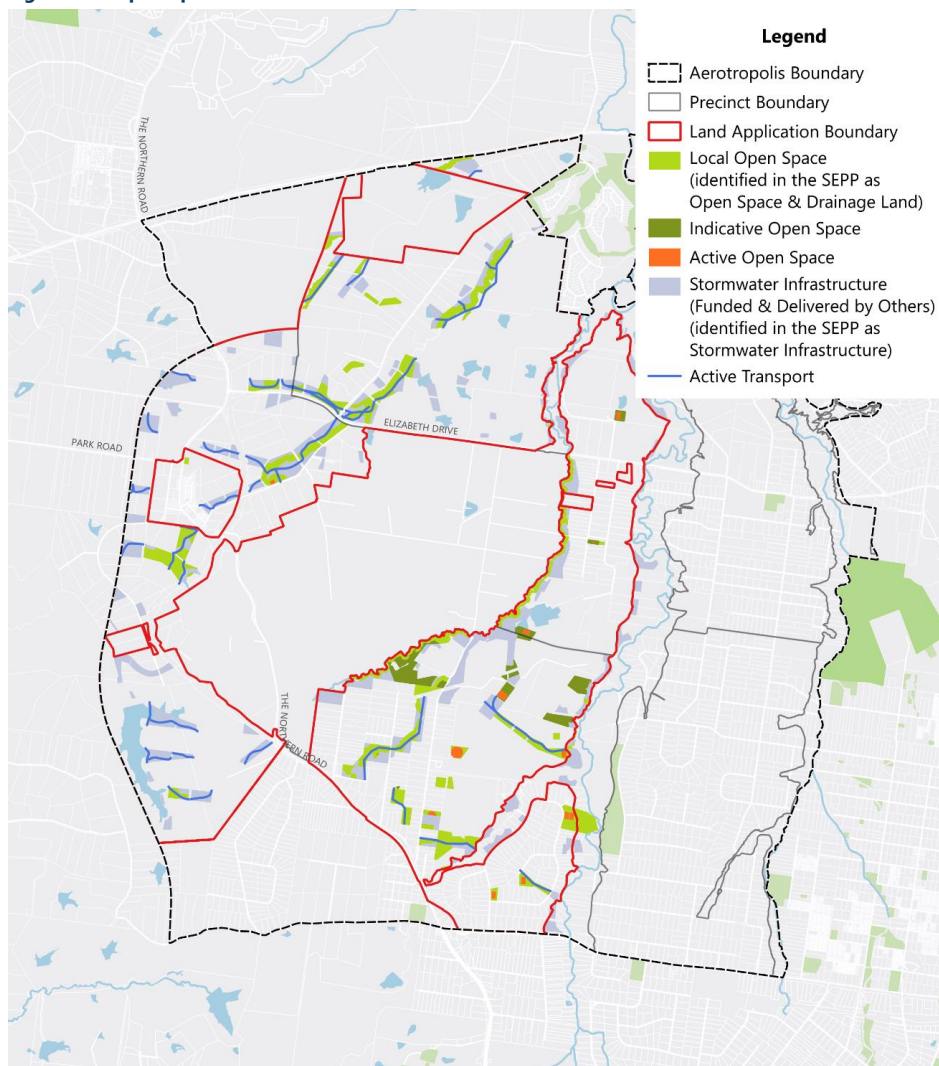 Legend
Aerotropolis Boundary
Precinct Boundary
Land Application Boundary
Local Open Space
(identified in the SEPP as
Open Space & Drainage Land)
Indicative Open Space
Active Open Space
Stormwater Infrastructure
(Funded & Delivered by Others)
(identified in the SEPP as
Stormwater Infrastructure)
Active Transport
THE NORTHERN ROAD
ELIZABETH DRIVE
PARK ROAD
THE NORTHERN ROAD